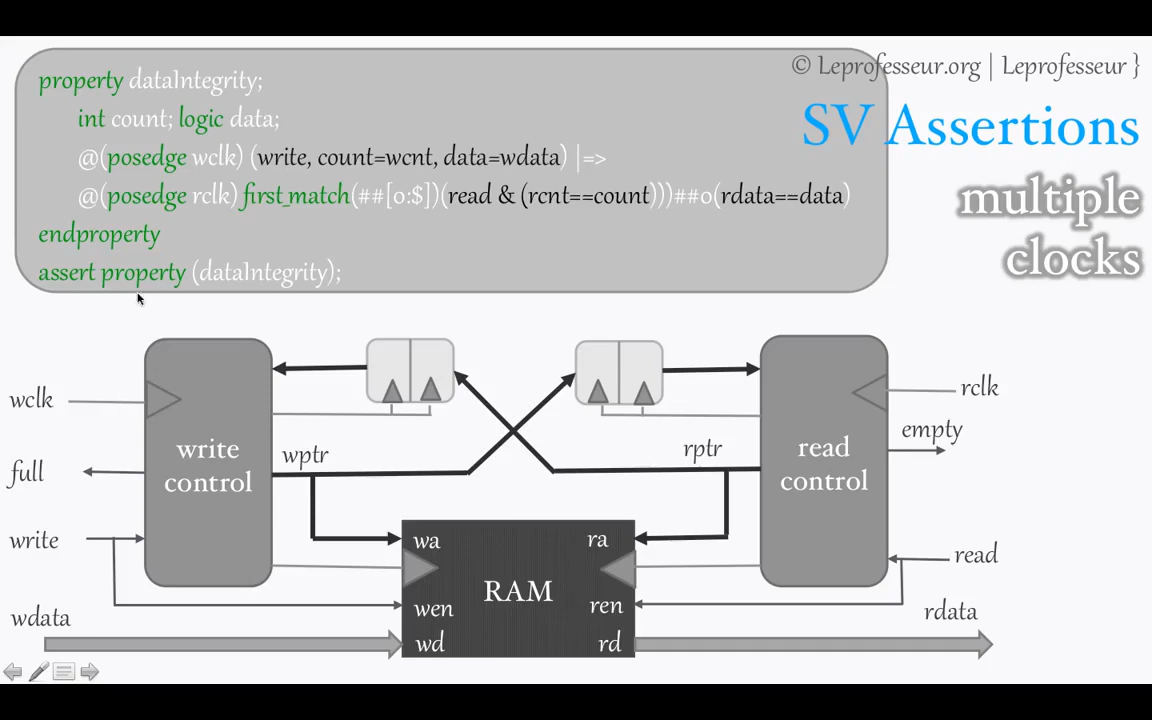 © Leprofesseur.org | Leprofesseur }
SV Assertions
multiple
clocks
property dataIntegrity;
int count; logic data;
@(posedge wclk) (write, count=wcnt, data=wdata) |=>
@(posedge rclk) first_match(##[0:$])(read & (rcnt==count)))##0(rdata==data)
endproperty
assert property (dataIntegrity);
wclk
full
write
wdata
write
control
wptr
rptr
read
control
rclk
empty
read
rdata
wa
ra
RAM
wen
ren
wd
rd